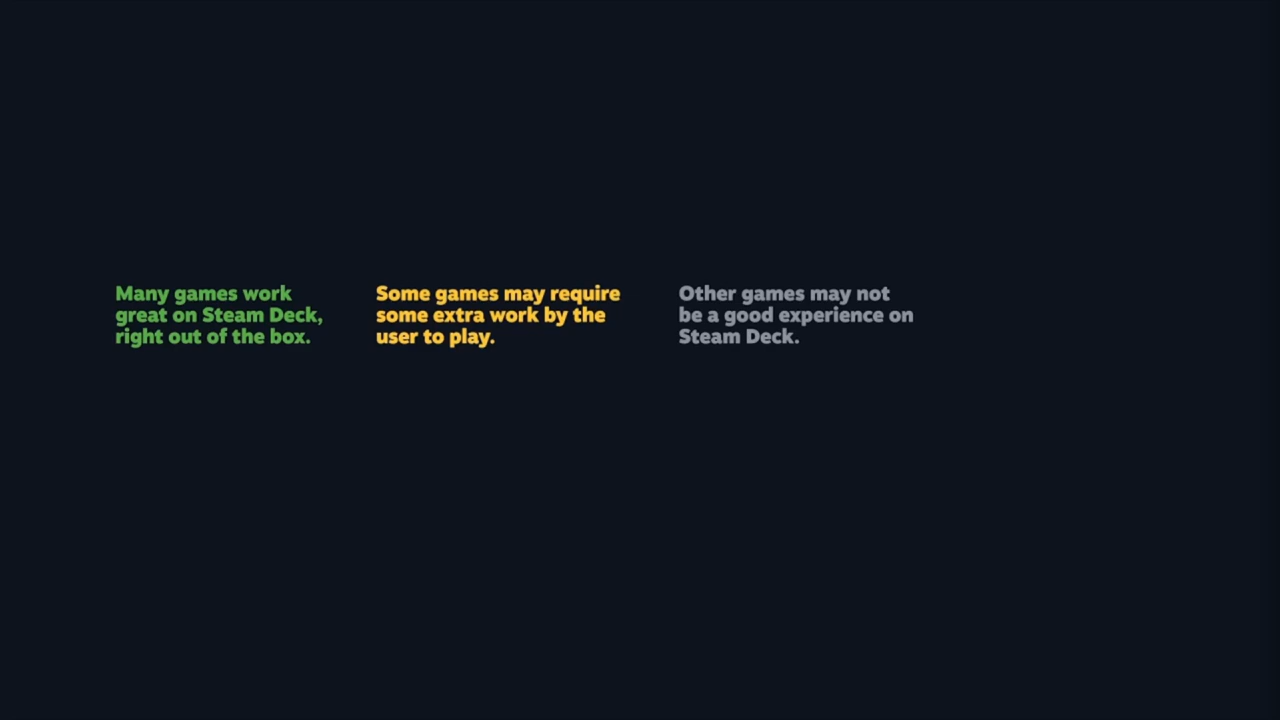 Many games work
great on Steam Deck,
right out of the box.
Some games may require
some extra work by the
user to play.
Other games may not
be a good experience on
Steam Deck.